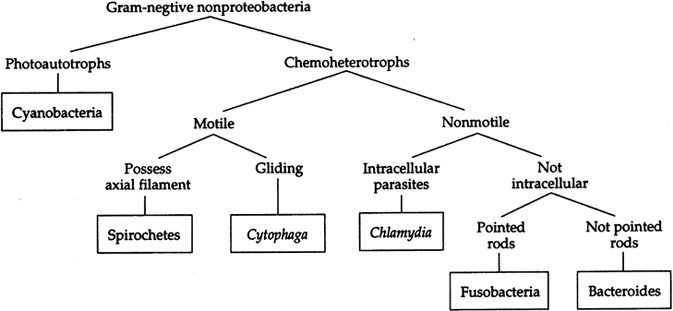 Gram-negtive nonproteobacteria
Photoautotrophs
Chemoheterotrophs
Cyanobacteria
Motile
Nonmotile
Possess
axial filament
Gliding
Intracellular
parasites
Not
intracellular
Spirochetes
Cytophaga
Chlamydia
Pointed
rods
Not pointed
rods
Fusobacteria
Bacteroides